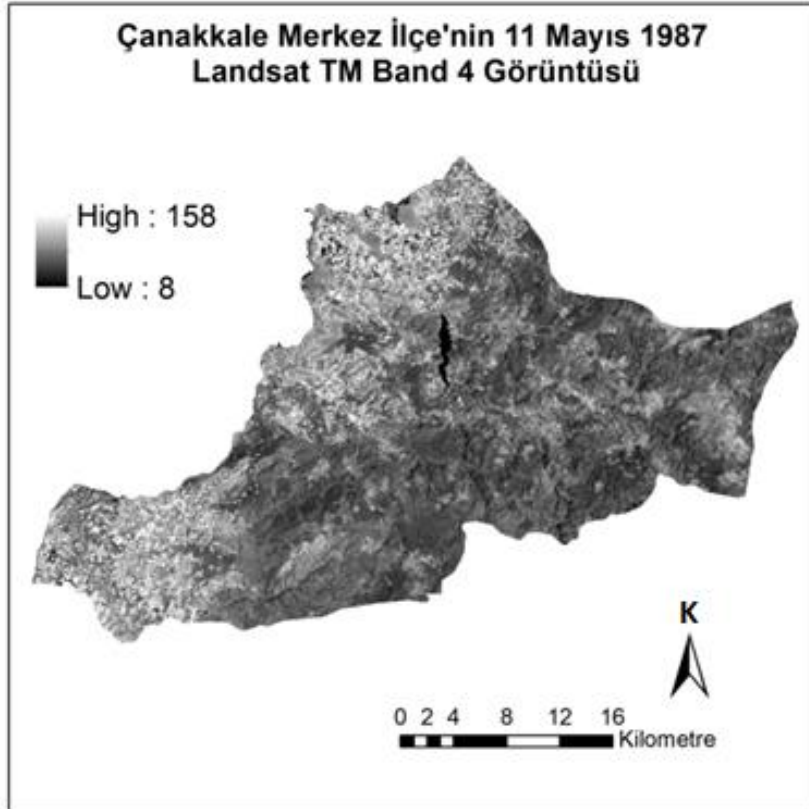 Çanakkale Merkez İlçe'nin 11 Mayıs 1987
Landsat TM Band 4 Görüntüsü
High : 158
Low : 8
K
0 2 4 8 12 16
Kilometre